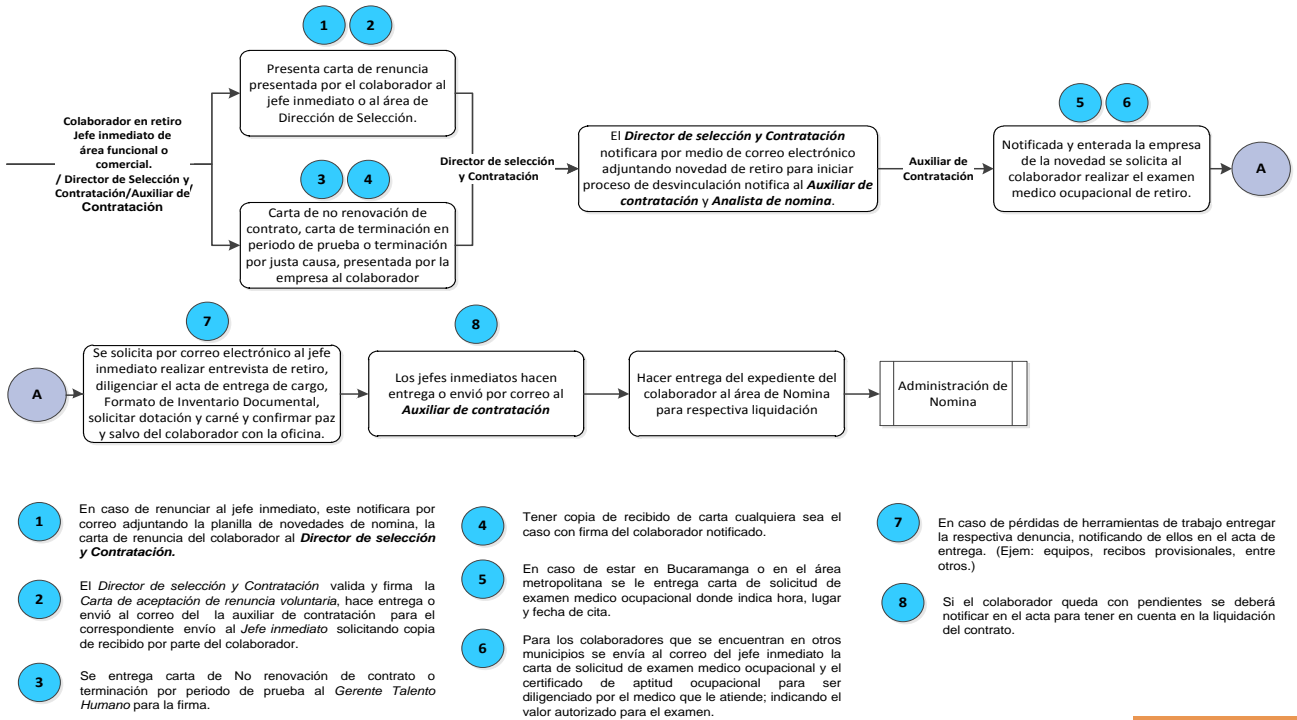 1
2
Presenta carta de renuncia
presentada por el colaborador al
jefe inmediato o al área de
Dirección de Selección.
Colaborador en retiro
Jefe inmediato de
área funcional o
comercial.
/ Director de Selección y
Contratación/Auxiliar de
Contratación
/
3
4
Carta de no renovación de
contrato, carta de terminación en
periodo de prueba o terminación
por justa causa, presentada por la
empresa al colaborador
Director de selección
y Contratación
El Director de selección y Contratación
notificara por medio de correo electrónico
adjuntando novedad de retiro para iniciar
proceso de desvinculación notifica al Auxiliar de
contratación y Analista de nomina.
Auxiliar de
Contratación
5
6
Notificada y enterada la empresa
de la novedad se solicita al
colaborador realizar el examen
medico ocupacional de retiro.
A
A
7
Se solicita por correo electrónico al jefe
inmediato realizar entrevista de retiro,
diligenciar el acta de entrega de cargo,
Formato de Inventario Documental,
solicitar dotación y carné y confirmar paz
y salvo del colaborador con la oficina.
8
Los jefes inmediatos hacen
entrega o envió por correo al
Auxiliar de contratación
Hacer entrega del expediente del
colaborador al área de Nomina
para respectiva liquidación
Administración de
Nomina
1
En caso de renunciar al jefe inmediato, este notificara por
correo adjuntando la planilla de novedades de nomina, la
carta de renuncia del colaborador al Director de selección
y Contratación.
2
El Director de selección y Contratación valida y firma la
Carta de aceptación de renuncia voluntaria, hace entrega o
envió al correo del la auxiliar de contratación para el
correspondiente envío al Jefe inmediato solicitando copia
de recibido por parte del colaborador.
3
Se entrega carta de No renovación de contrato o
terminación por periodo de prueba al Gerente Talento
Humano para la firma.
4
Tener copia de recibido de carta cualquiera sea el
caso con firma del colaborador notificado.
5
En caso de estar en Bucaramanga o en el área
metropolitana se le entrega carta de solicitud de
examen medico ocupacional donde indica hora, lugar
y fecha de cita.
6
Para los colaboradores que se encuentran en otros
municipios se envía al correo del jefe inmediato la
carta de solicitud de examen medico ocupacional y el
certificado de aptitud ocupacional para ser
diligenciado por el medico que le atiende; indicando el
valor autorizado para el examen.
7
En caso de pérdidas de herramientas de trabajo entregar
la respectiva denuncia, notificando de ellos en el acta de
entrega. (Ejem: equipos, recibos provisionales, entre
otros.)
8
Si el colaborador queda con pendientes se deberá
notificar en el acta para tener en cuenta en la liquidación
del contrato.